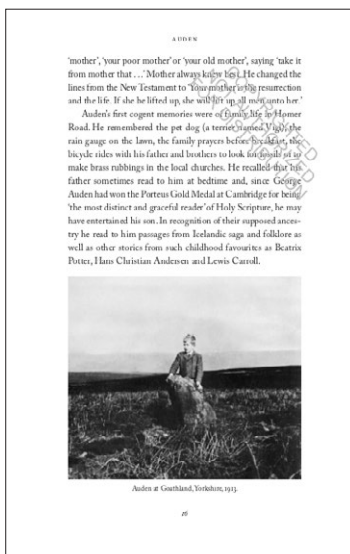 AUDEN
‘mother’, ‘your poor mother’ or ‘your old mother’, saying ‘take it
from mother that . . .’ Mother always knew best. He changed the
lines from the New Testament to ‘Your mother is the resurrection
and the life. If she be lifted up, she will lift up all men unto her.’
Auden’s first cogent memories were of family life in Homer
Road. He remembered the pet dog (a terrier named Vigi), the
rain gauge on the lawn, the family prayers before breakfast, the
bicycle rides with his father and brothers to look for fossils or to
make brass rubbings in the local churches. He recalled that his
father sometimes read to him at bedtime and, since George
Auden had won the Porteus Gold Medal at Cambridge for being
‘the most distinct and graceful reader’ of Holy Scripture, he may
have entertained his son. In recognition of their supposed ances-
try he read to him passages from Icelandic saga and folklore as
well as other stories from such childhood favourites as Beatrix
Potter, Hans Christian Andersen and Lewis Carroll.
Auden at Goathland, Yorkshire, 1913.
16